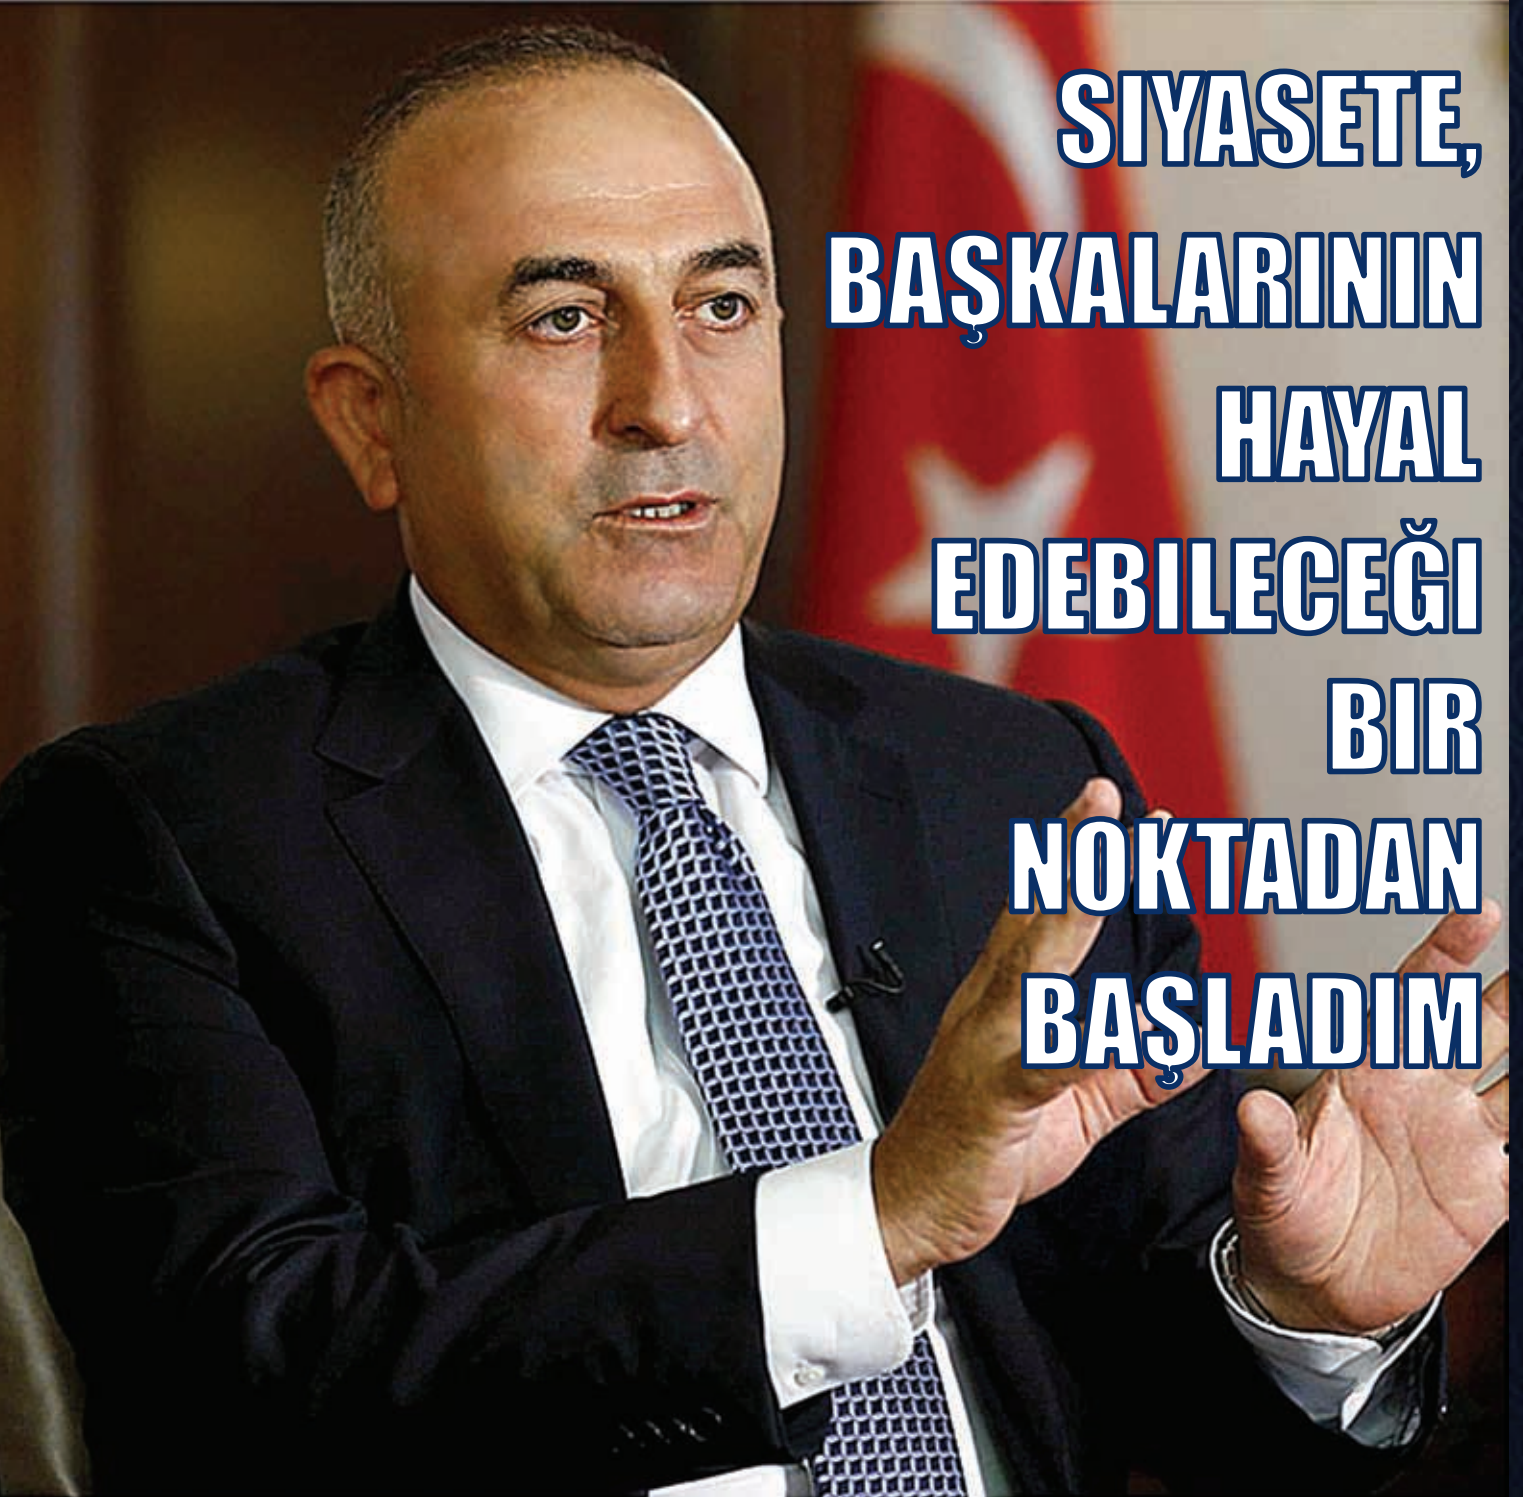 SIYASETE,
BAŞKALARININ
HAYAL
EDEBILECEĞI
BIR
NOKTADAN
BAŞLADIM